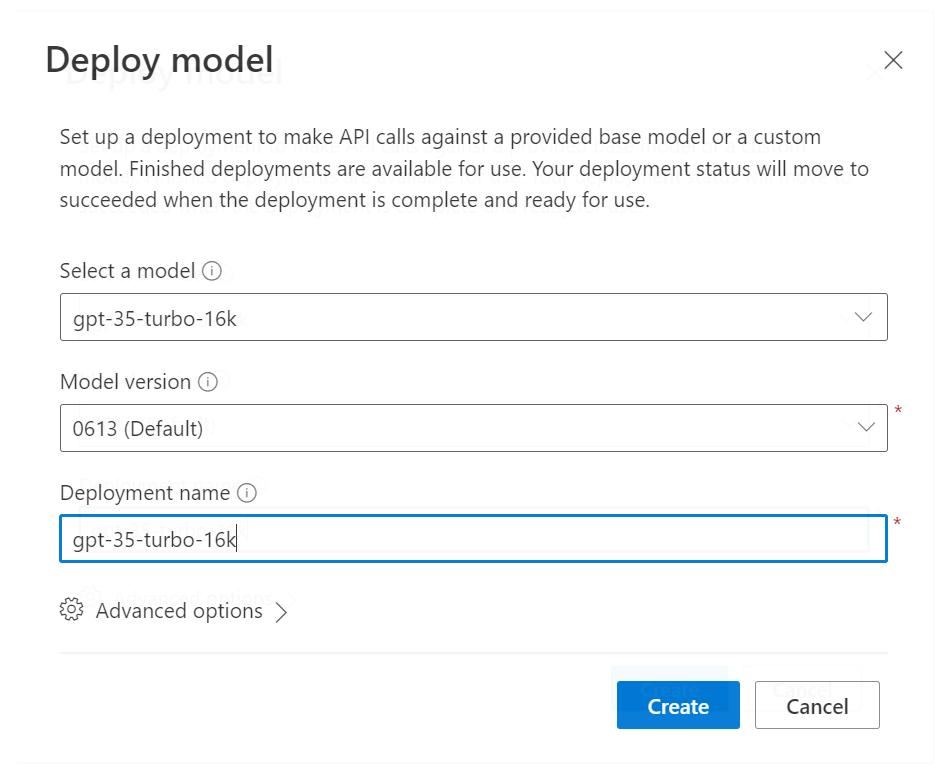 Deploy model
Set up a deployment to make API calls against a provided base model or a custom
model. Finished deployments are available for use. Your deployment status will move to
succeeded when the deployment is complete and ready for use.
Select a model
gpt-35-turbo-16k
Model version
0613 (Default)
*
Deployment name
gpt-35-turbo-16k
*
Advanced options
Create
Cancel